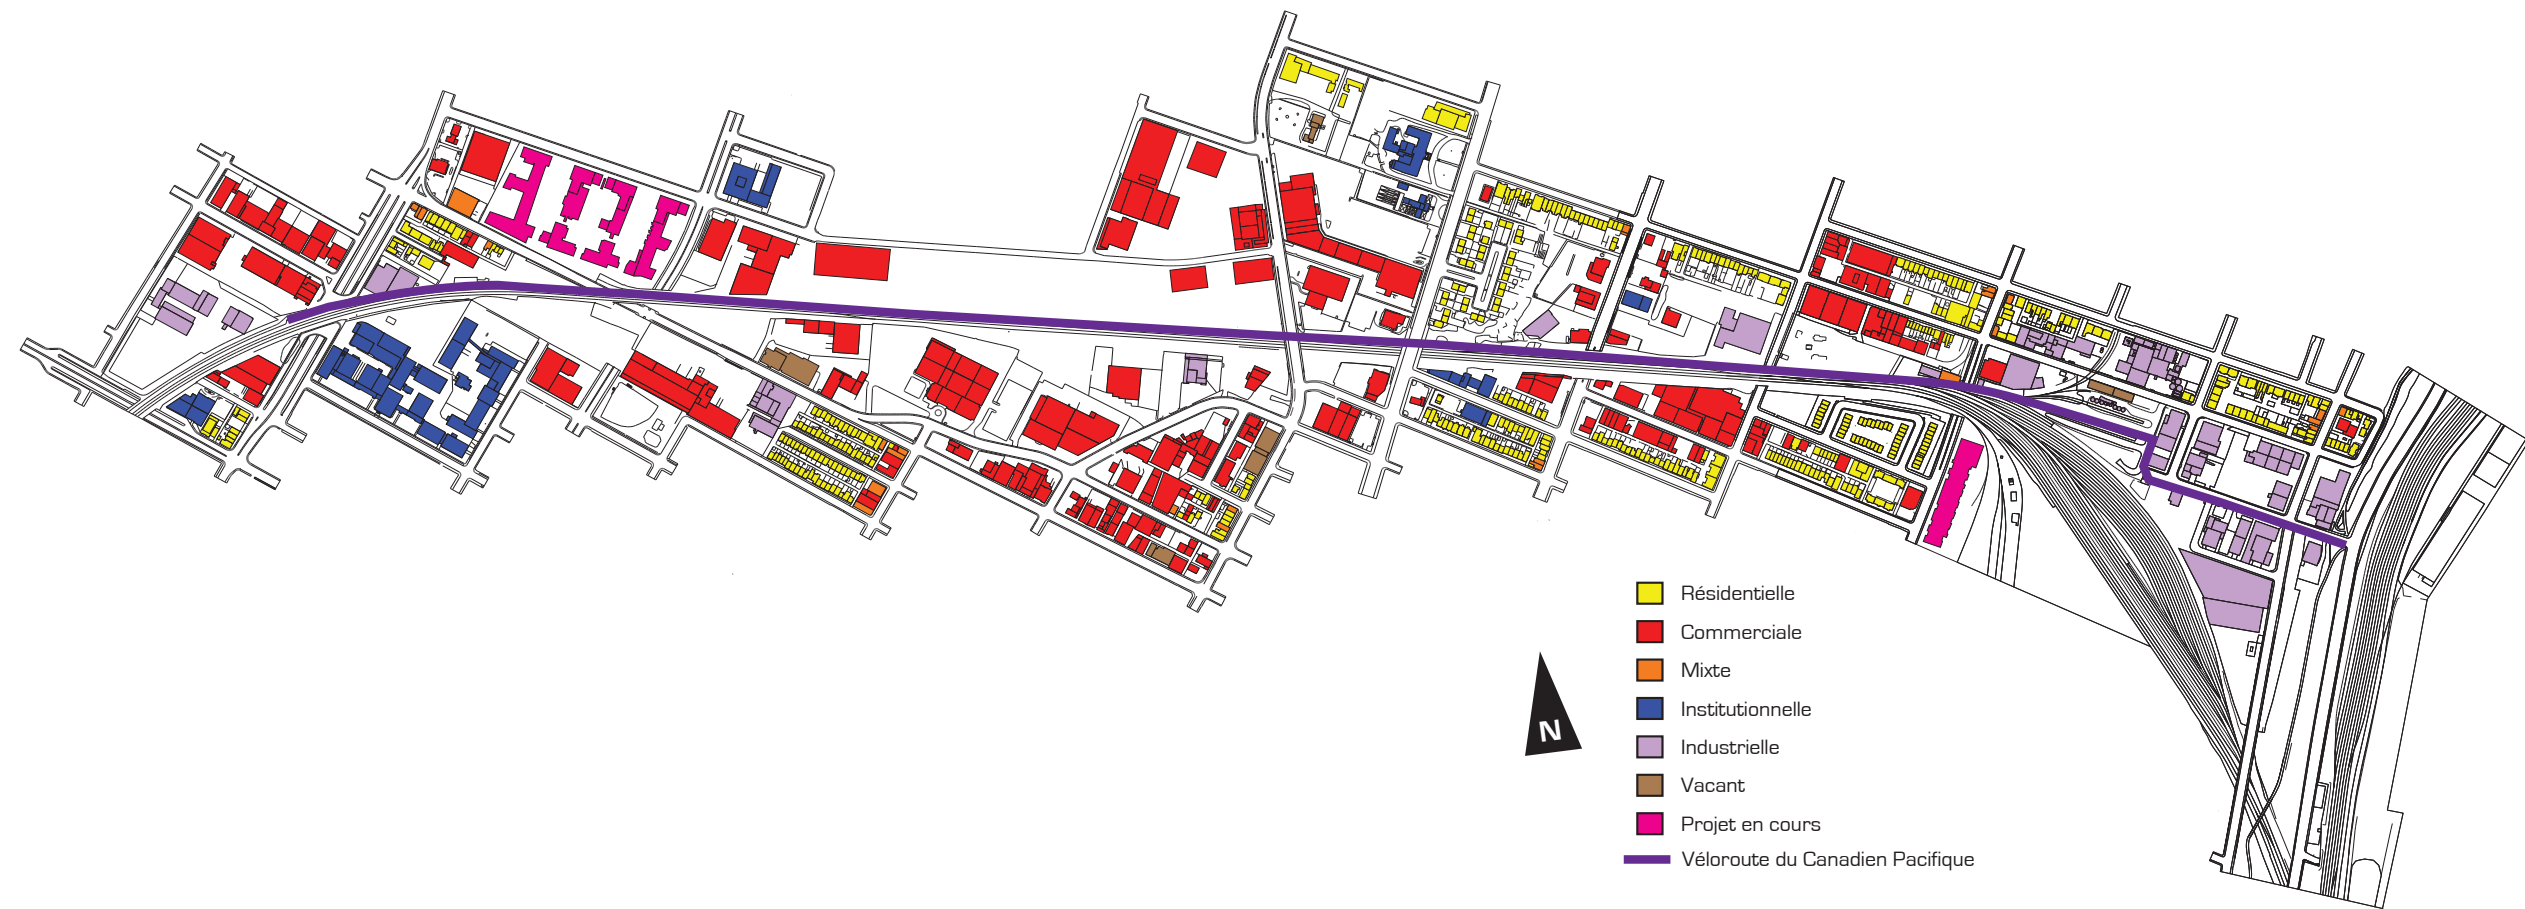 Résidentielle
Commerciale
Mixte
Institutionnelle
Industrielle
Vacant
Projet en cours
Véloroute du Canadien Pacifique
N